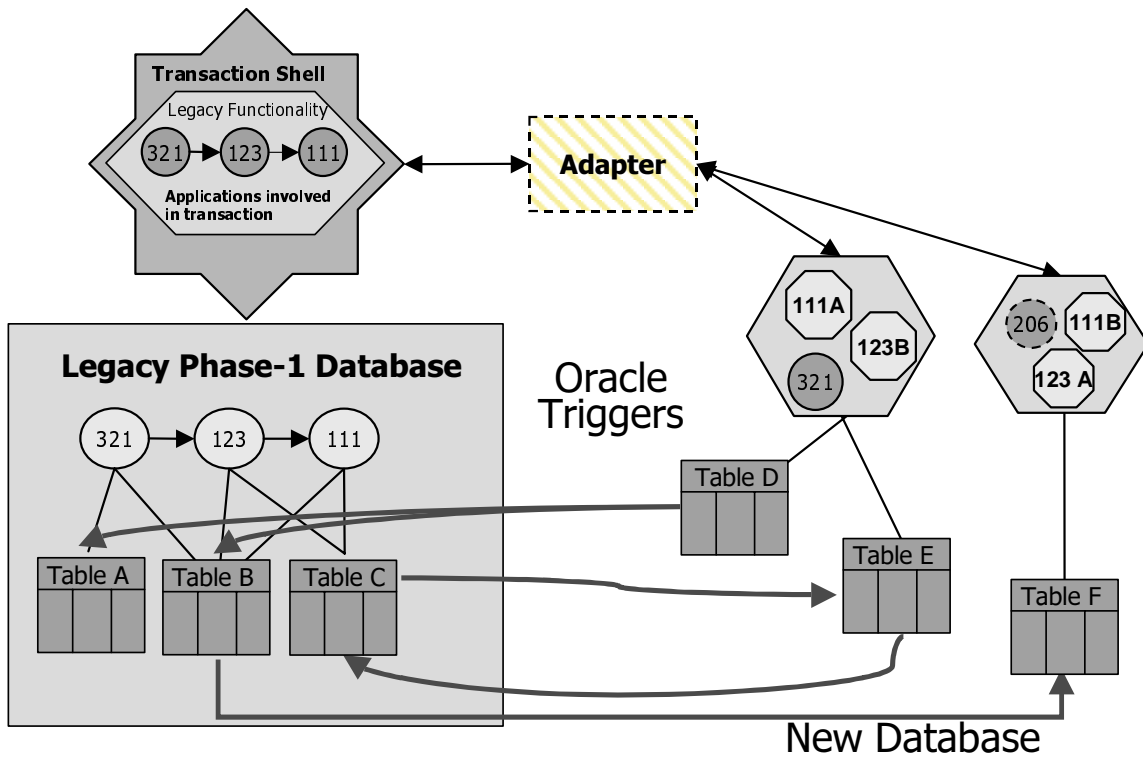 Transaction Shell
Legacy Functionality
321
123
111
Applications involved
in transaction
Adapter
111A
123B
321
206
111B
123 A
Legacy Phase-1 Database
321
123
111
Oracle
Triggers
Table A
Table B
Table C
Table D
Table E
Table F
New Database